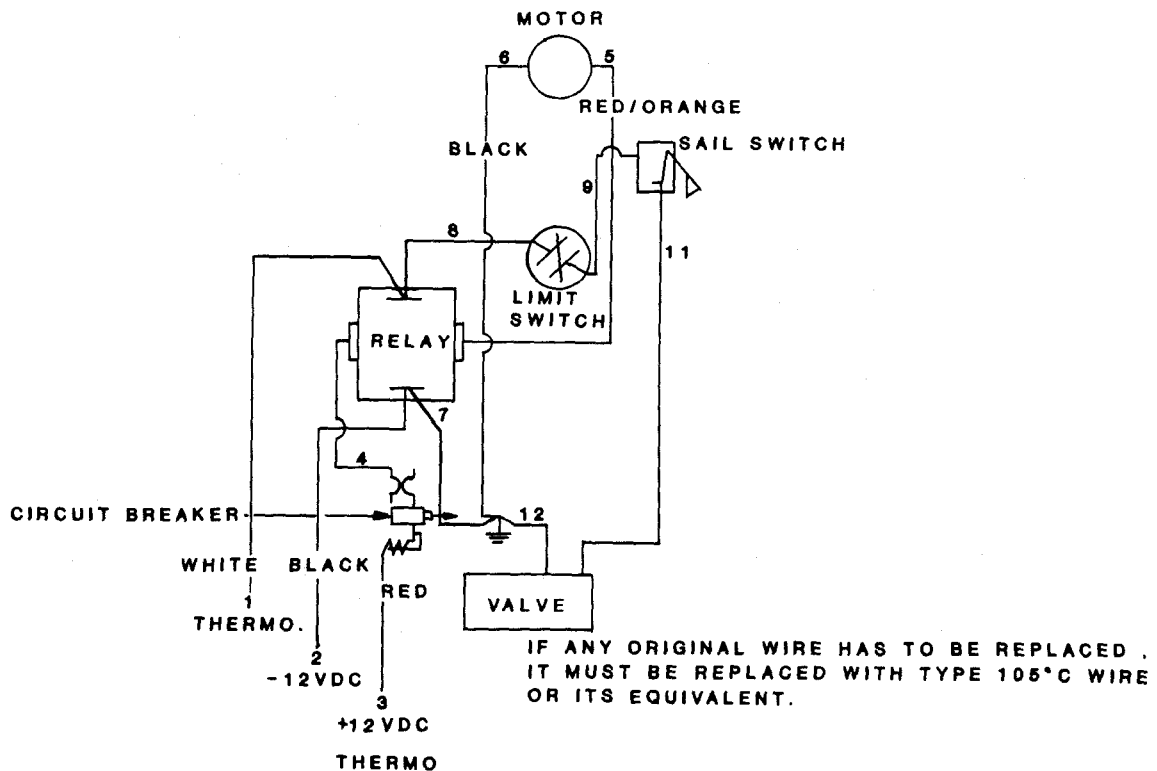 MOTOR
6
5
RED/ORANGE
BLACK
SAIL SWITCH
9
8
11
LIMIT
SWITCH
RELAY
7
4
CIRCUIT BREAKER
12
WHITE
BLACK
RED
VALVE
1
THERMO.
2
-12VDC
3
+12VDC
THERMO
IF ANY ORIGINAL WIRE HAS TO BE REPLACED ,
IT MUST BE REPLACED WITH TYPE 105°C WIRE
OR ITS EQUIVALENT.